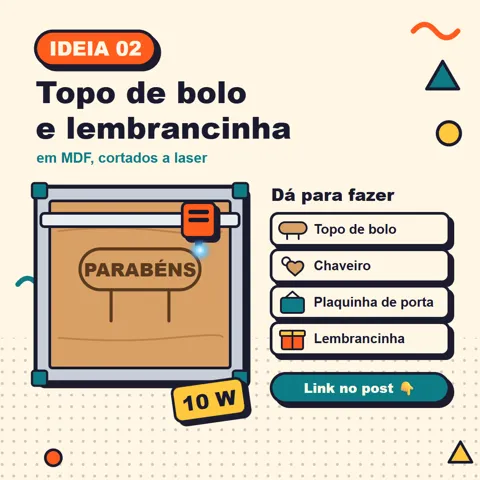 IDEIA 02
Topo de bolo
e lembrancinha
em MDF, cortados a laser
PARABÉNS
10 W
Dá para fazer
Topo de bolo
Chaveiro
Plaquinha de porta
Lembrancinha
Link no post 👇